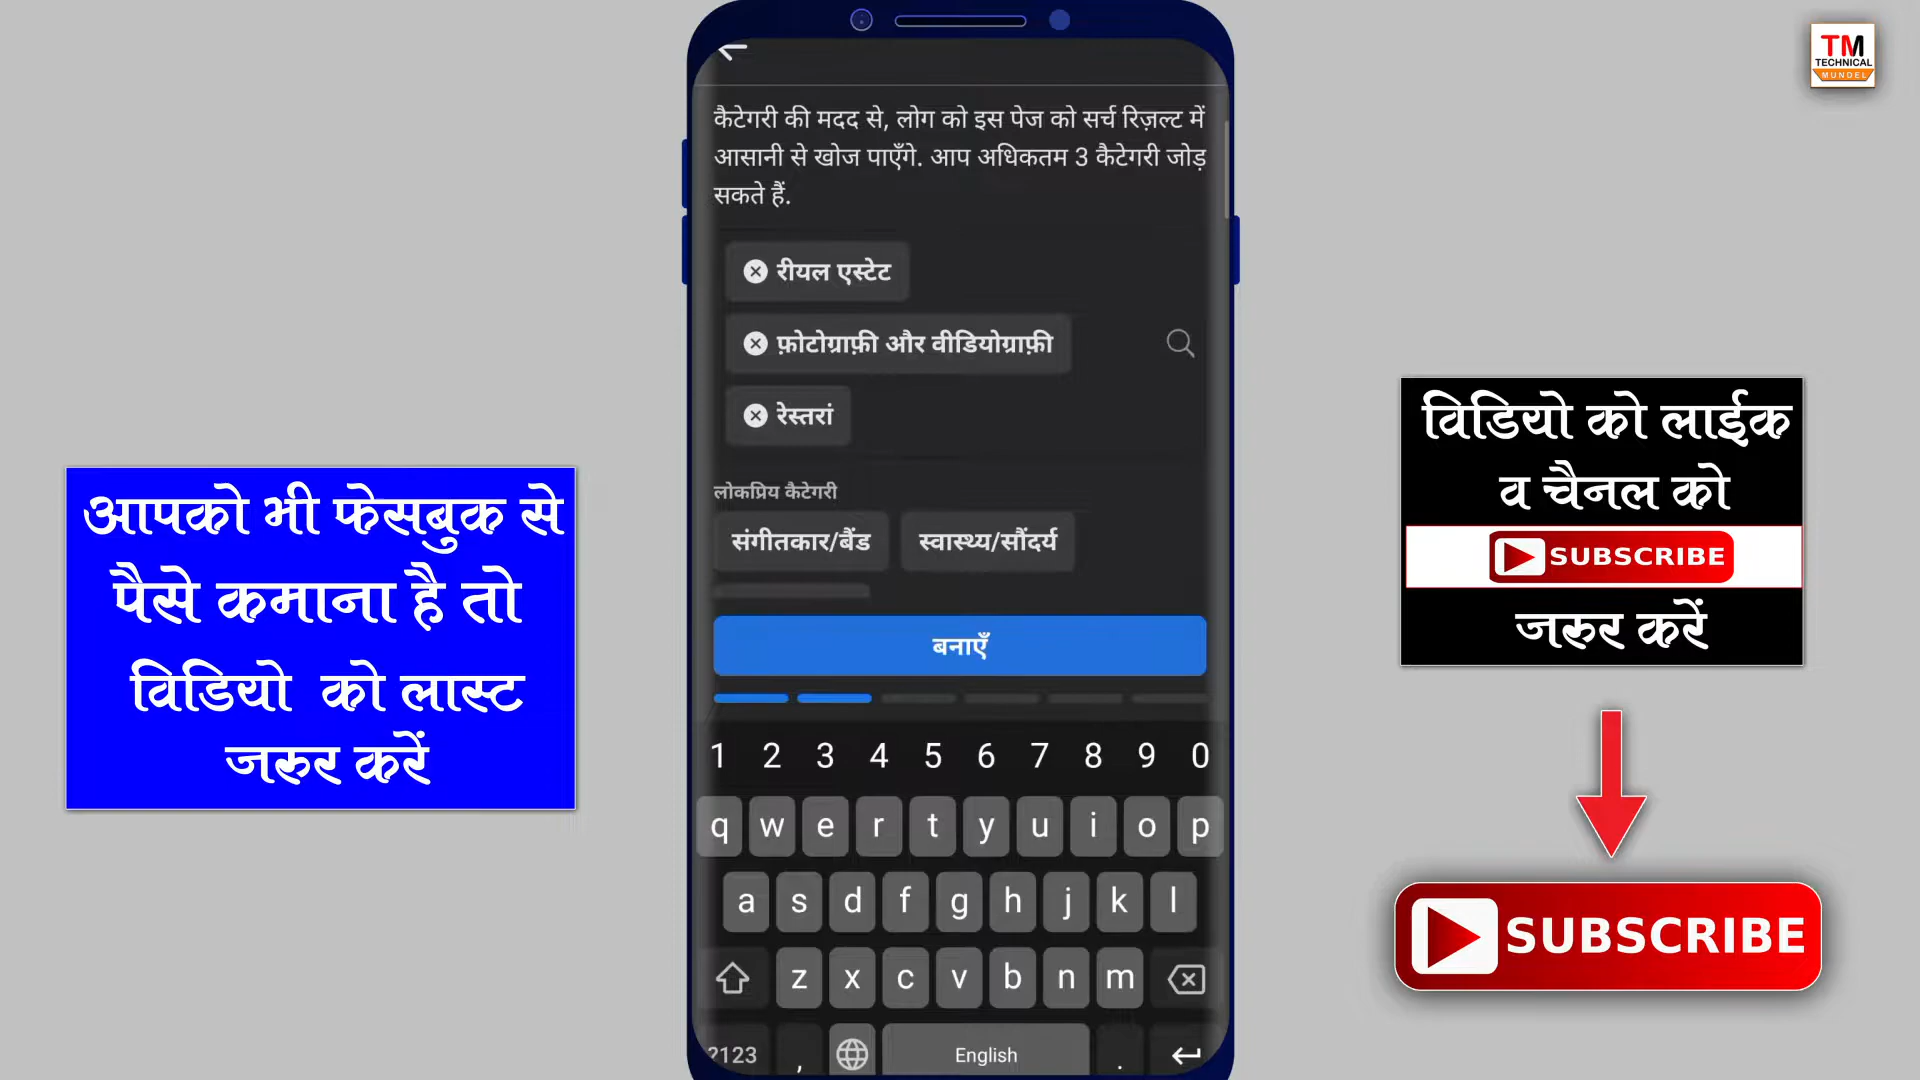 TM
TECHNICAL
MUNDEL
कैटेगरी की मदद से, लोग को इस पेज को सर्च रिज़ल्ट में
आसानी से खोज पाएँगे. आप अधिकतम 3 कैटेगरी जोड़
सकते हैं.
रीयल एस्टेट
फ़ोटोग्राफ़ी और वीडियोग्राफ़ी
रेस्तरां
लोकप्रिय कैटेगरी
संगीतकार/बैंड स्वास्थ्य/सौंदर्य
बनाएँ
1 2 3 4 5 6 7 8 9 0
q w e r t y u i o p
a s d f g h j k l
z x c v b n m
?123 , English .
आपको भी फेसबुक से
पैसे कमाना है तो
विडियो को लास्ट
जरुर करें
विडियो को लाईक
व चैनल को
SUBSCRIBE
जरुर करें
SUBSCRIBE